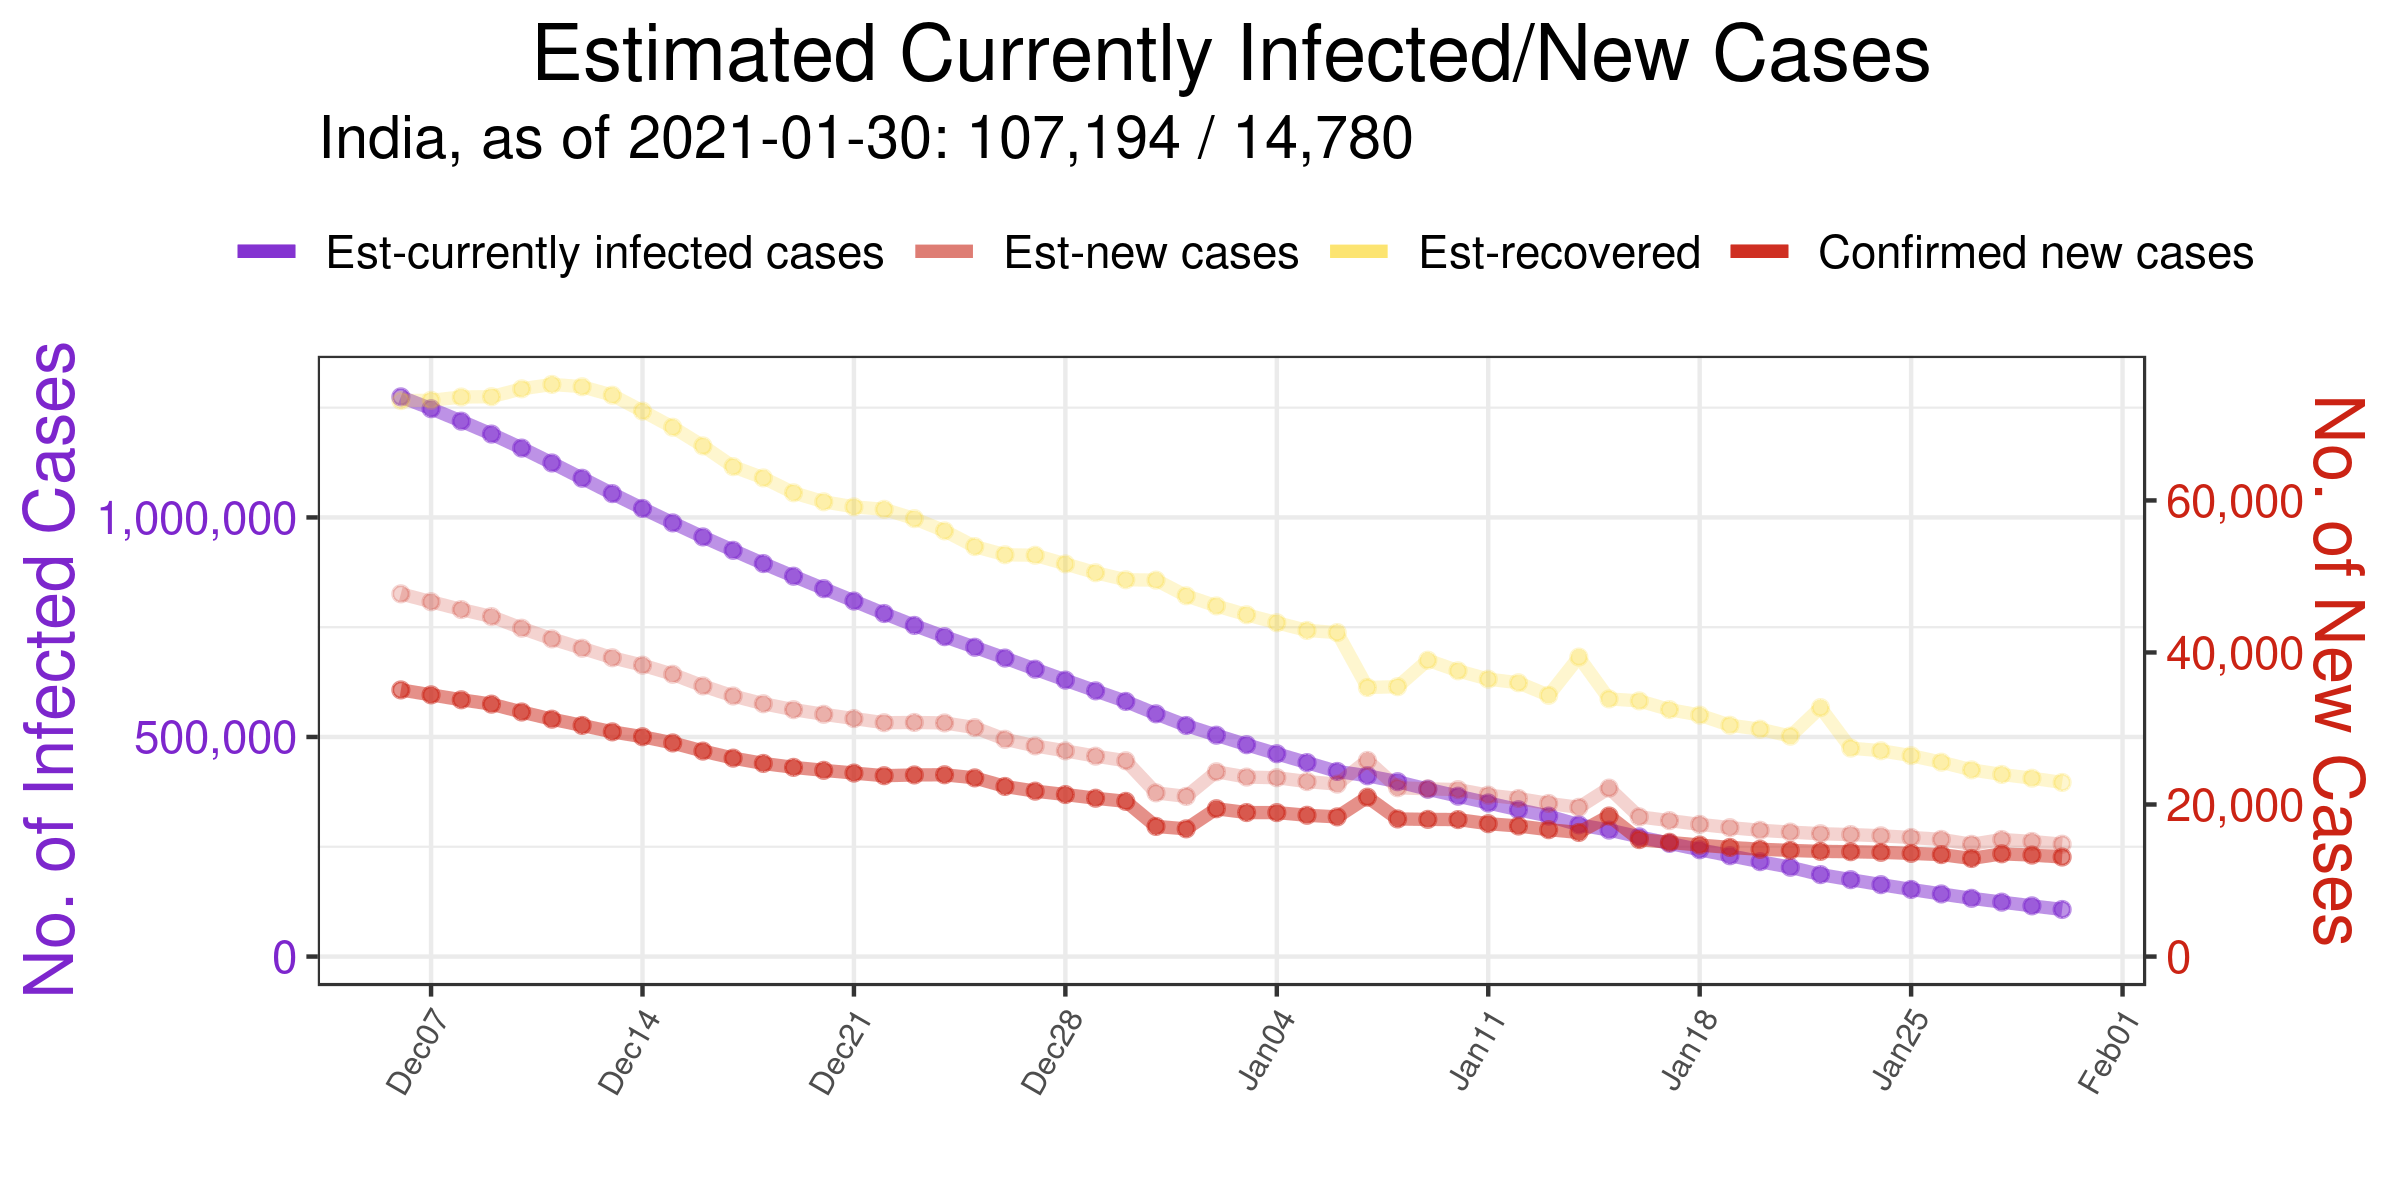 Estimated Currently Infected/New Cases
India, as of 2021-01-30: 107,194 / 14,780
Est-currently infected cases Est-new cases Est-recovered Confirmed new cases
No. of Infected Cases
1,000,000
500,000
0
60,000
40,000
20,000
0
No. of New Cases
Dec07 Dec14 Dec21 Dec28 Jan04 Jan11 Jan18 Jan25 Feb01